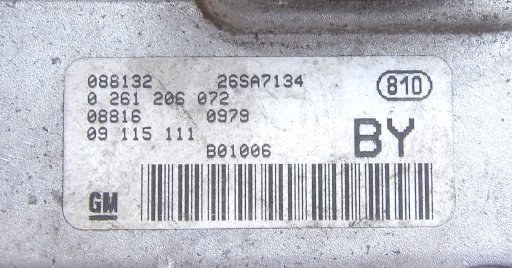 088132 26SA7134 810
0 261 206 072
08816 0979
09 115 111 BY
B01006
GM